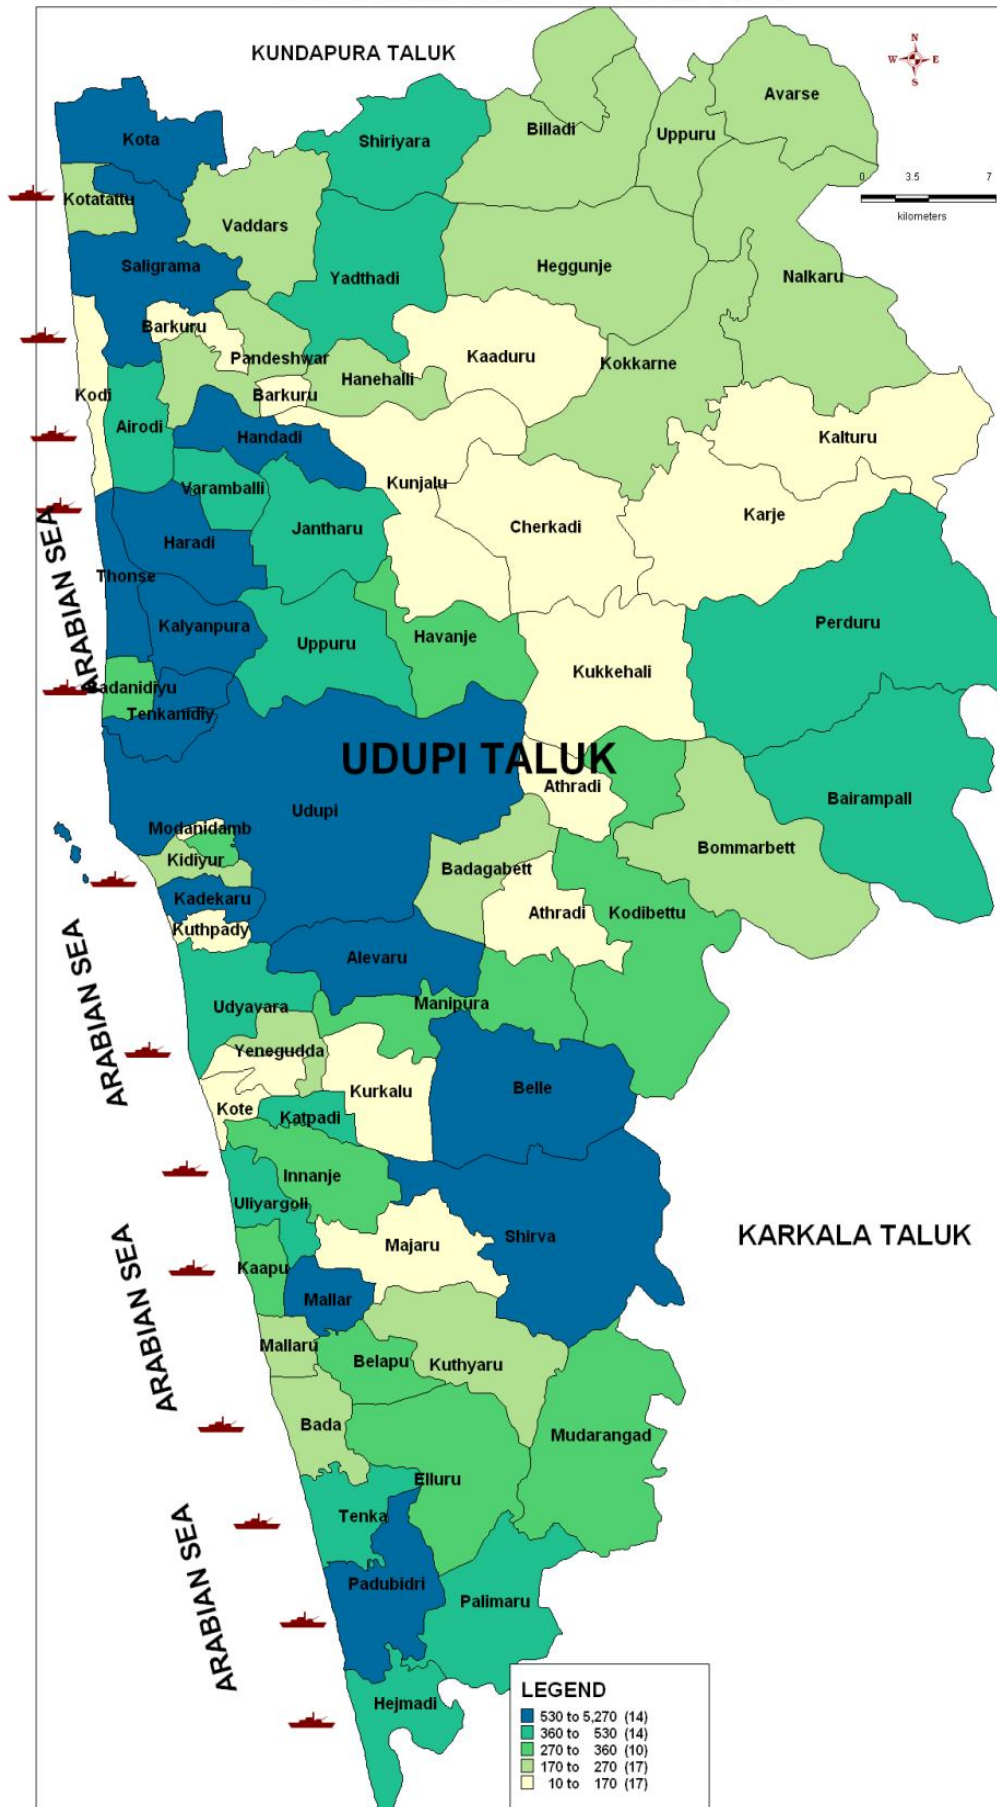 KUNDAPURA TALUK
N
W E
S
Avarse
Billadi
Uppuru
Kota
Shiriyara
0 3.5 7
kilometers
Kotatattu
Vaddars
Saligrama
Yadthadi
Heggunje
Nalkaru
Barkuru
Pandeshwar
Kaaduru
Kokkarne
Hanehalli
Kodi
Barkuru
Airodi
Handadi
Kalturu
Varamballi
Kunjalu
Karje
Jantharu
Cherkadi
Haradi
ARABIAN SEA
Thonse
Kalyanpura
Uppuru
Havanje
Perduru
Kukkehali
Badanidiyu
Tenkanidiy
UDUPI TALUK
Athradi
Bairampall
Udupi
Modanidamb
Bommarbett
Kidiyur
Badagabett
Kadekaru
Athradi
Kodibettu
Kuthpady
Alevaru
ARABIAN SEA
Udyavara
Manipura
Yenegudda
Kurkalu
Belle
Kote
Katpadi
Innanje
Uliyargoli
Shirva
KARKALA TALUK
Majaru
Kaapu
ARABIAN SEA
Mallar
Mallaru
Belapu
Kuthyaru
Bada
Mudarangad
Elluru
Tenka
ARABIAN SEA
Padubidri
Palimaru
Hejmadi
LEGEND
530 to 5,270 (14)
360 to 530 (14)
270 to 360 (10)
170 to 270 (17)
10 to 170 (17)